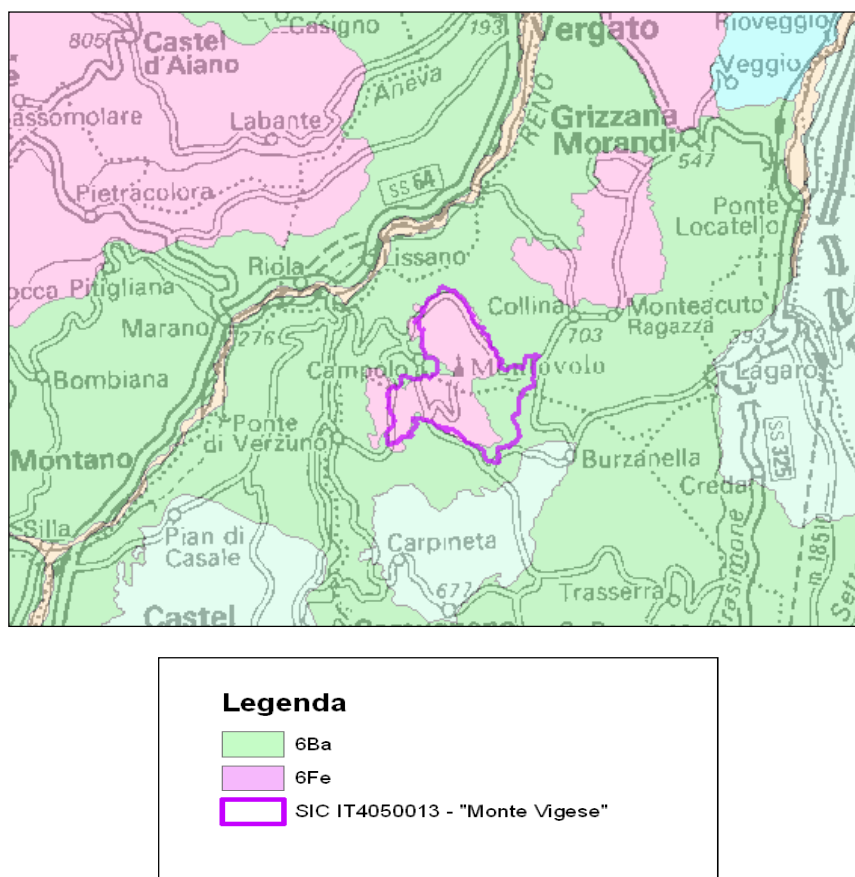 805
Castel
d'Aiano
Casigno
193
Vergato
Rioveggio
Veggio
assomolare
Labante
Aneva
RENO
Grizzana
Morandi
547
Pietracolora
SS 64
Ponte
Locatello
Lissano
Riola
occa Pitigliana
Marano
276
Collina
Monteacuto
Ragazza
703
393
Lagaro
Campolo
Montovolo
Bombiana
Ponte
di Verzuno
Montano
Burzanella
SS 325
Creda
Silla
Pian di
Casale
Carpineta
Brasimone
m 18510
Trasserra
677
Castel
Legenda
6Ba
6Fe
SIC IT4050013 - "Monte Vigese"